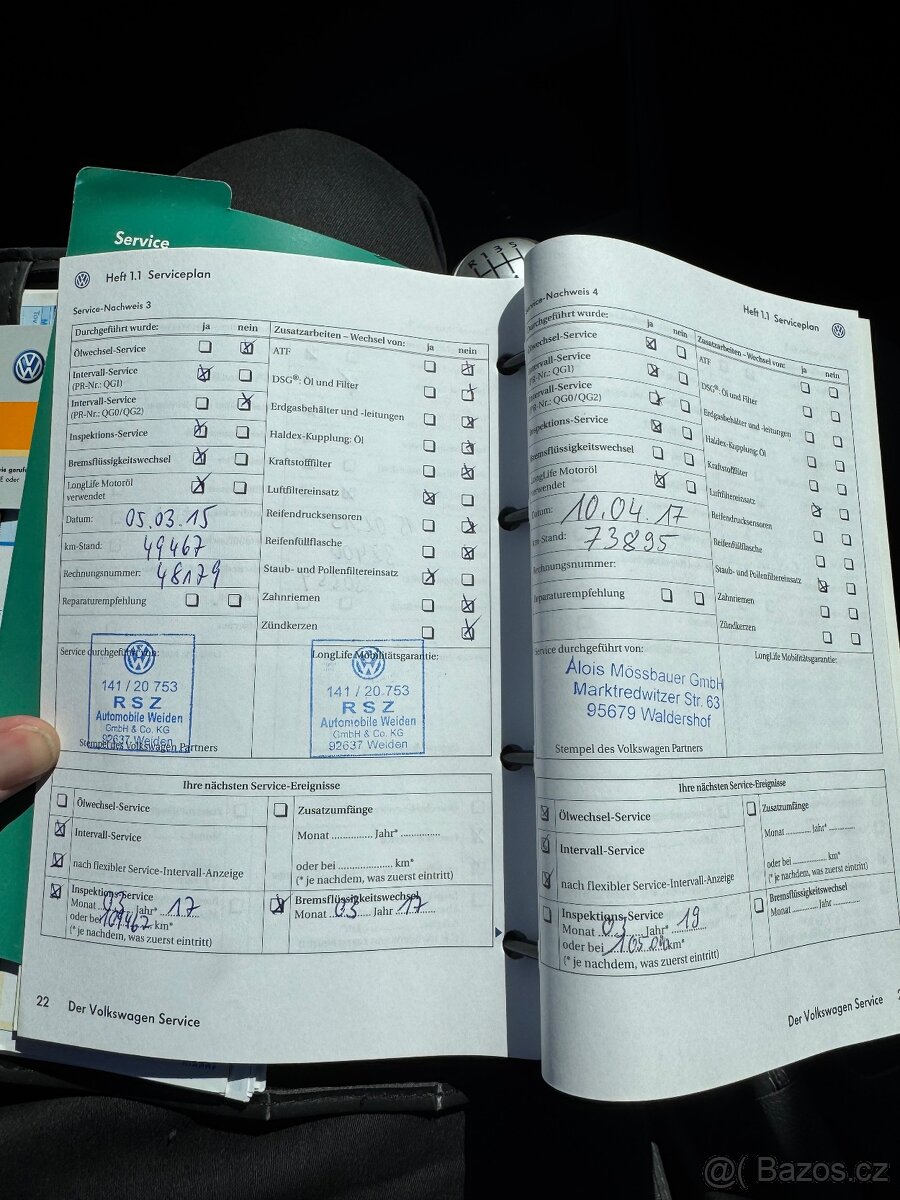 Service
Heft 1.1 Serviceplan
Service-Nachweis 3
Durchgeführt wurde: ja nein
Ölwechsel-Service
Intervall-Service
(PR-Nr.: QG1)
Intervall-Service
(PR-Nr.: QG0/QG2)
Inspektions-Service
Bremsflüssigkeitswechsel
LongLife Motoröl
verwendet
Datum: 05.03.15
km-Stand: 49467
Rechnungsnummer: 48179
Reparaturempfehlung
Zusatzarbeiten – Wechsel von: ja nein
ATF
DSG®: Öl und Filter
Erdgasbehälter und -leitungen
Haldex-Kupplung: Öl
Kraftstofffilter
Luftfiltereinsatz
Reifendrucksensoren
Reifenfüllflasche
Staub- und Pollenfiltereinsatz
Zahnriemen
Zündkerzen
Service durchgeführt von:
141 / 20 753
RSZ
Automobile Weiden
GmbH & Co. KG
92637 Weiden
Stempel des Volkswagen Partners
LongLife Mobilitätsgarantie:
141 / 20 753
RSZ
Automobile Weiden
GmbH & Co. KG
92637 Weiden
Ihre nächsten Service-Ereignisse
Ölwechsel-Service
Intervall-Service
nach flexibler Service-Intervall-Anzeige
Inspektions-Service
Monat 03 Jahr* 17
oder bei 109467 km*
(* je nachdem, was zuerst eintritt)
Zusatzumfänge
Monat .............. Jahr* ..............
oder bei .................... km*
(* je nachdem, was zuerst eintritt)
Bremsflüssigkeitswechsel
Monat 03 Jahr 17
22 Der Volkswagen Service
Service-Nachweis 4
Heft 1.1 Serviceplan
Durchgeführt wurde: ja nein
Ölwechsel-Service
Intervall-Service
(PR-Nr.: QG1)
Intervall-Service
(PR-Nr.: QG0/QG2)
Inspektions-Service
Bremsflüssigkeitswechsel
LongLife Motoröl
verwendet
Datum: 10.04.17
km-Stand: 73895
Rechnungsnummer:
Reparaturempfehlung
Zusatzarbeiten – Wechsel von: ja nein
ATF
DSG®: Öl und Filter
Erdgasbehälter und -leitungen
Haldex-Kupplung: Öl
Kraftstofffilter
Luftfiltereinsatz
Reifendrucksensoren
Reifenfüllflasche
Staub- und Pollenfiltereinsatz
Zahnriemen
Zündkerzen
Service durchgeführt von:
Alois Mössbauer GmbH
Marktredwitzer Str. 63
95679 Waldershof
Stempel des Volkswagen Partners
LongLife Mobilitätsgarantie:
Ihre nächsten Service-Ereignisse
Ölwechsel-Service
Intervall-Service
nach flexibler Service-Intervall-Anzeige
Inspektions-Service
Monat 03 Jahr* 19
oder bei km*
(* je nachdem, was zuerst eintritt)
Zusatzumfänge
Monat ............ Jahr* ............
oder bei .................. km*
(* je nachdem, was zuerst eintritt)
Bremsflüssigkeitswechsel
Monat ............ Jahr ............
Der Volkswagen Service
@( Bazos.cz